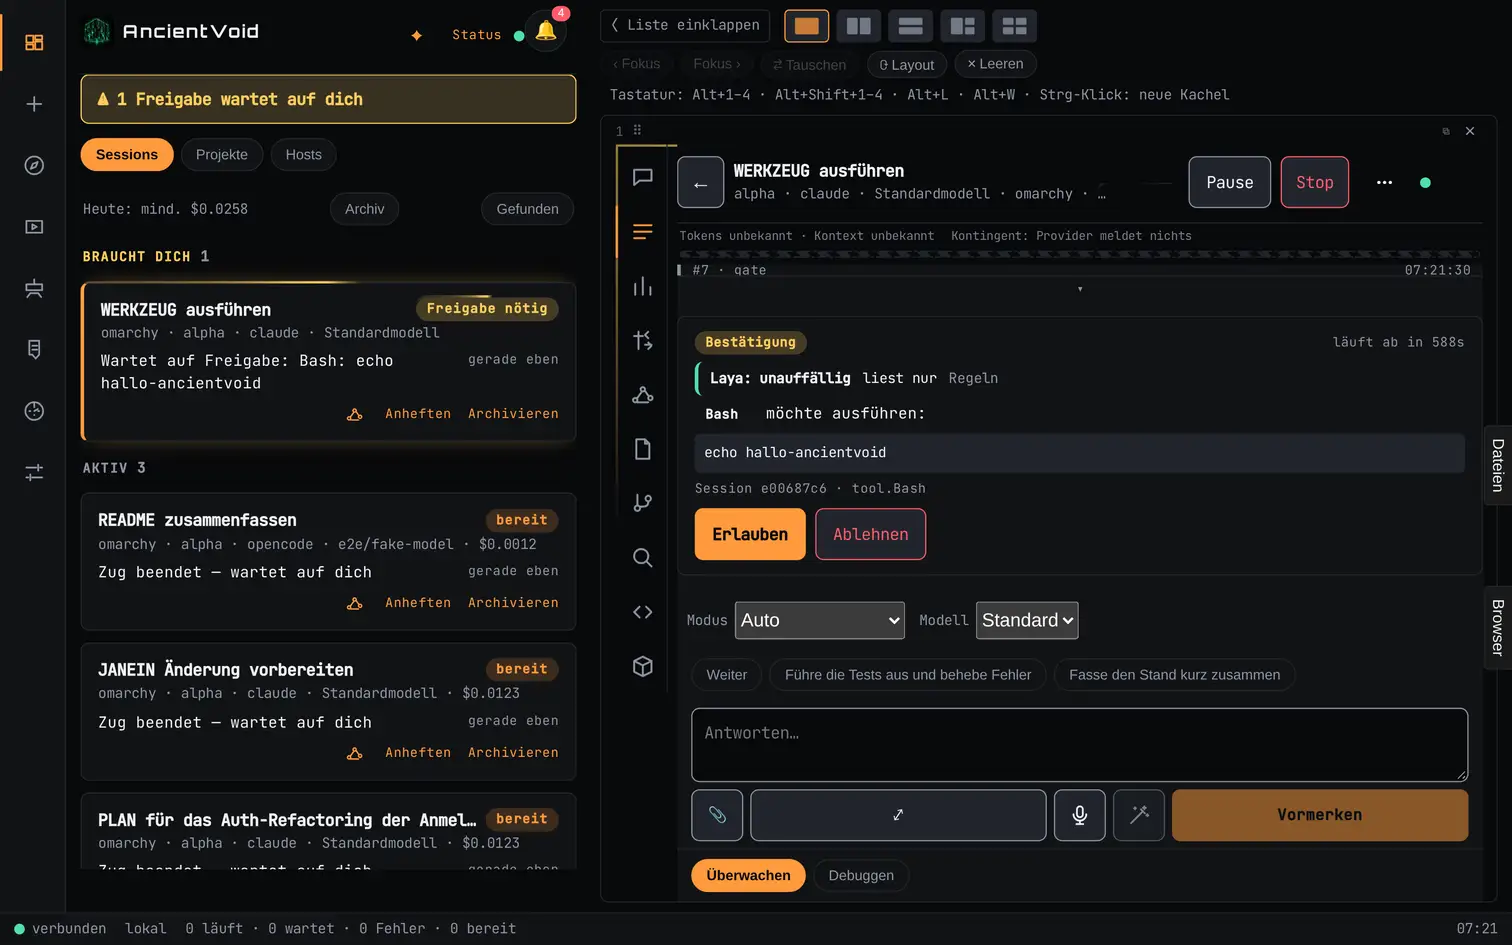 AncientVoid
Status
4
1 Freigabe wartet auf dich
Sessions
Projekte
Hosts
Heute: mind. $0.0258
Archiv
Gefunden
BRAUCHT DICH 1
WERKZEUG ausführen
Freigabe nötig
omarchy · alpha · claude · Standardmodell
Wartet auf Freigabe: Bash: echo
hallo-ancientvoid
gerade eben
Anheften Archivieren
AKTIV 3
README zusammenfassen
bereit
omarchy · alpha · opencode · e2e/fake-model · $0.0012
Zug beendet — wartet auf dich
gerade eben
Anheften Archivieren
JANEIN Änderung vorbereiten
bereit
omarchy · alpha · claude · Standardmodell · $0.0123
Zug beendet — wartet auf dich
gerade eben
Anheften Archivieren
PLAN für das Auth-Refactoring der Anmel…
bereit
omarchy · alpha · claude · Standardmodell · $0.0123
Zug beendet — wartet auf dich
gerade eben
‹ Liste einklappen
‹ Fokus
Fokus ›
⇄ Tauschen
Layout
× Leeren
Tastatur: Alt+1–4 · Alt+Shift+1–4 · Alt+L · Alt+W · Strg-Klick: neue Kachel
1
WERKZEUG ausführen
alpha · claude · Standardmodell · omarchy · …
Pause
Stop
Tokens unbekannt · Kontext unbekannt Kontingent: Provider meldet nichts
#7 · gate
07:21:30
Bestätigung
läuft ab in 588s
Laya: unauffällig liest nur Regeln
Bash möchte ausführen:
echo hallo-ancientvoid
Session e00687c6 · tool.Bash
Erlauben
Ablehnen
Modus
Auto
Modell
Standard
Weiter
Führe die Tests aus und behebe Fehler
Fasse den Stand kurz zusammen
Antworten…
Vormerken
Überwachen
Debuggen
Dateien
Browser
verbunden lokal 0 läuft · 0 wartet · 0 Fehler · 0 bereit
07:21